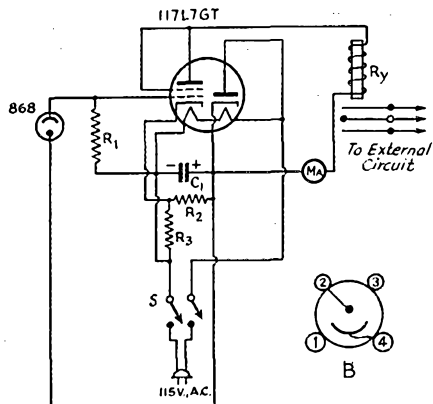 117L7GT
868
R1
Ry
- +
C1
R2
R3
MA
To External
Circuit
S
115V., A.C.
2
3
1
4
B